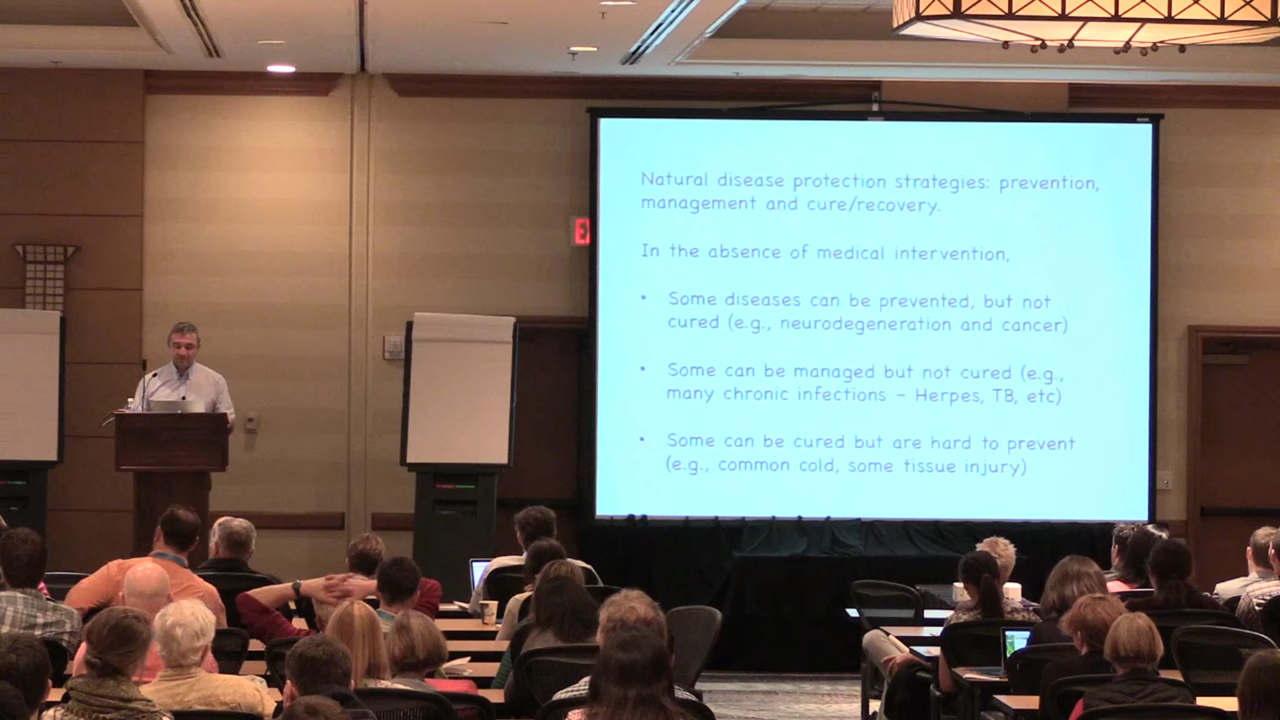 Natural disease protection strategies: prevention,
management and cure/recovery.
In the absence of medical intervention,
• Some diseases can be prevented, but not
cured (e.g., neurodegeneration and cancer)
• Some can be managed but not cured (e.g.,
many chronic infections – Herpes, TB, etc)
• Some can be cured but are hard to prevent
(e.g., common cold, some tissue injury)